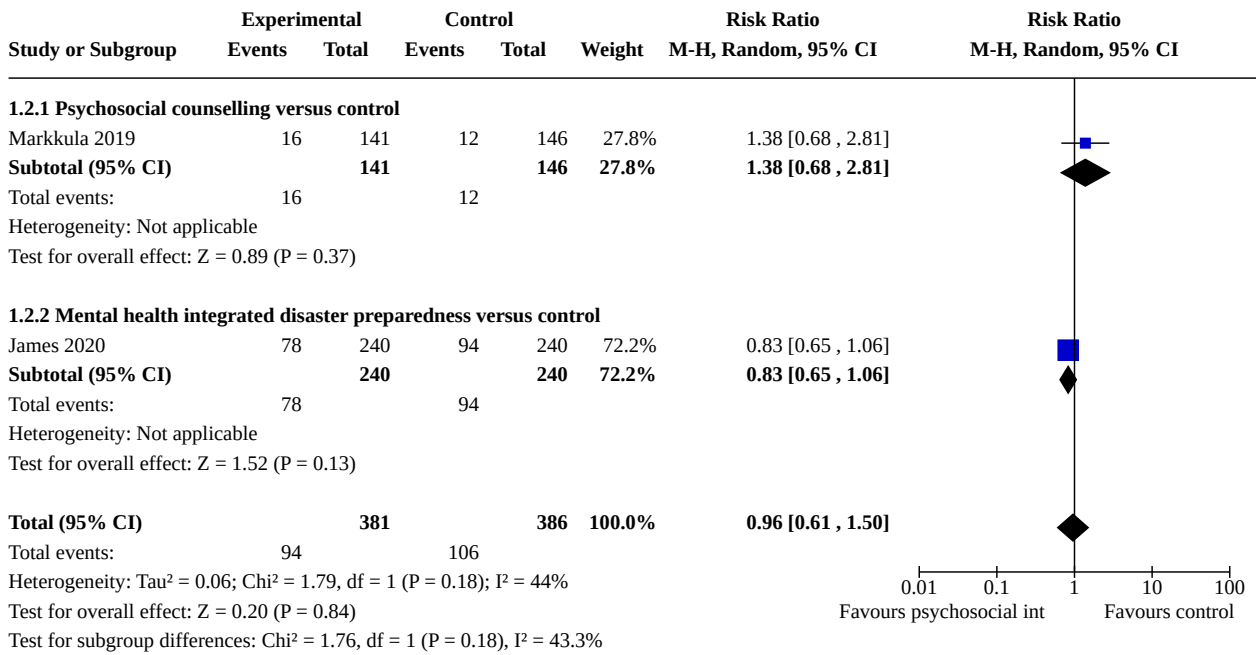 Experimental Control Risk Ratio Risk Ratio
Study or Subgroup Events Total Events Total Weight M-H, Random, 95% CI M-H, Random, 95% CI
1.2.1 Psychosocial counselling versus control
Markkula 2019 16 141 12 146 27.8% 1.38 [0.68 , 2.81]
Subtotal (95% CI) 141 146 27.8% 1.38 [0.68 , 2.81]
Total events: 16 12
Heterogeneity: Not applicable
Test for overall effect: Z = 0.89 (P = 0.37)
1.2.2 Mental health integrated disaster preparedness versus control
James 2020 78 240 94 240 72.2% 0.83 [0.65 , 1.06]
Subtotal (95% CI) 240 240 72.2% 0.83 [0.65 , 1.06]
Total events: 78 94
Heterogeneity: Not applicable
Test for overall effect: Z = 1.52 (P = 0.13)
Total (95% CI) 381 386 100.0% 0.96 [0.61 , 1.50]
Total events: 94 106
Heterogeneity: Tau² = 0.06; Chi² = 1.79, df = 1 (P = 0.18); I² = 44%
Test for overall effect: Z = 0.20 (P = 0.84)
Test for subgroup differences: Chi² = 1.76, df = 1 (P = 0.18), I² = 43.3%
0.01 0.1 1 10 100
Favours psychosocial int Favours control